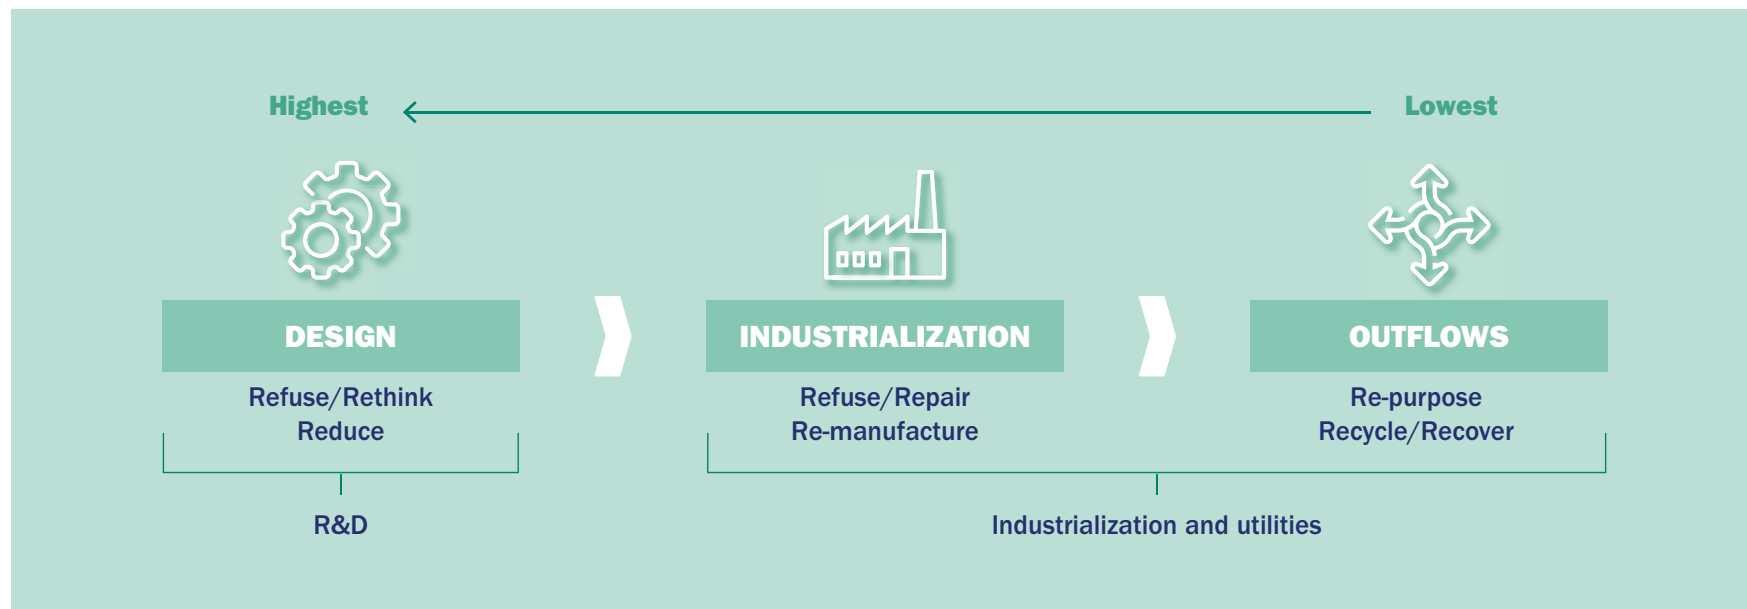 Highest
Lowest
DESIGN
INDUSTRIALIZATION
OUTFLOWS
Refuse/Rethink
Reduce
Refuse/Repair
Re-manufacture
Re-purpose
Recycle/Recover
R&D
Industrialization and utilities